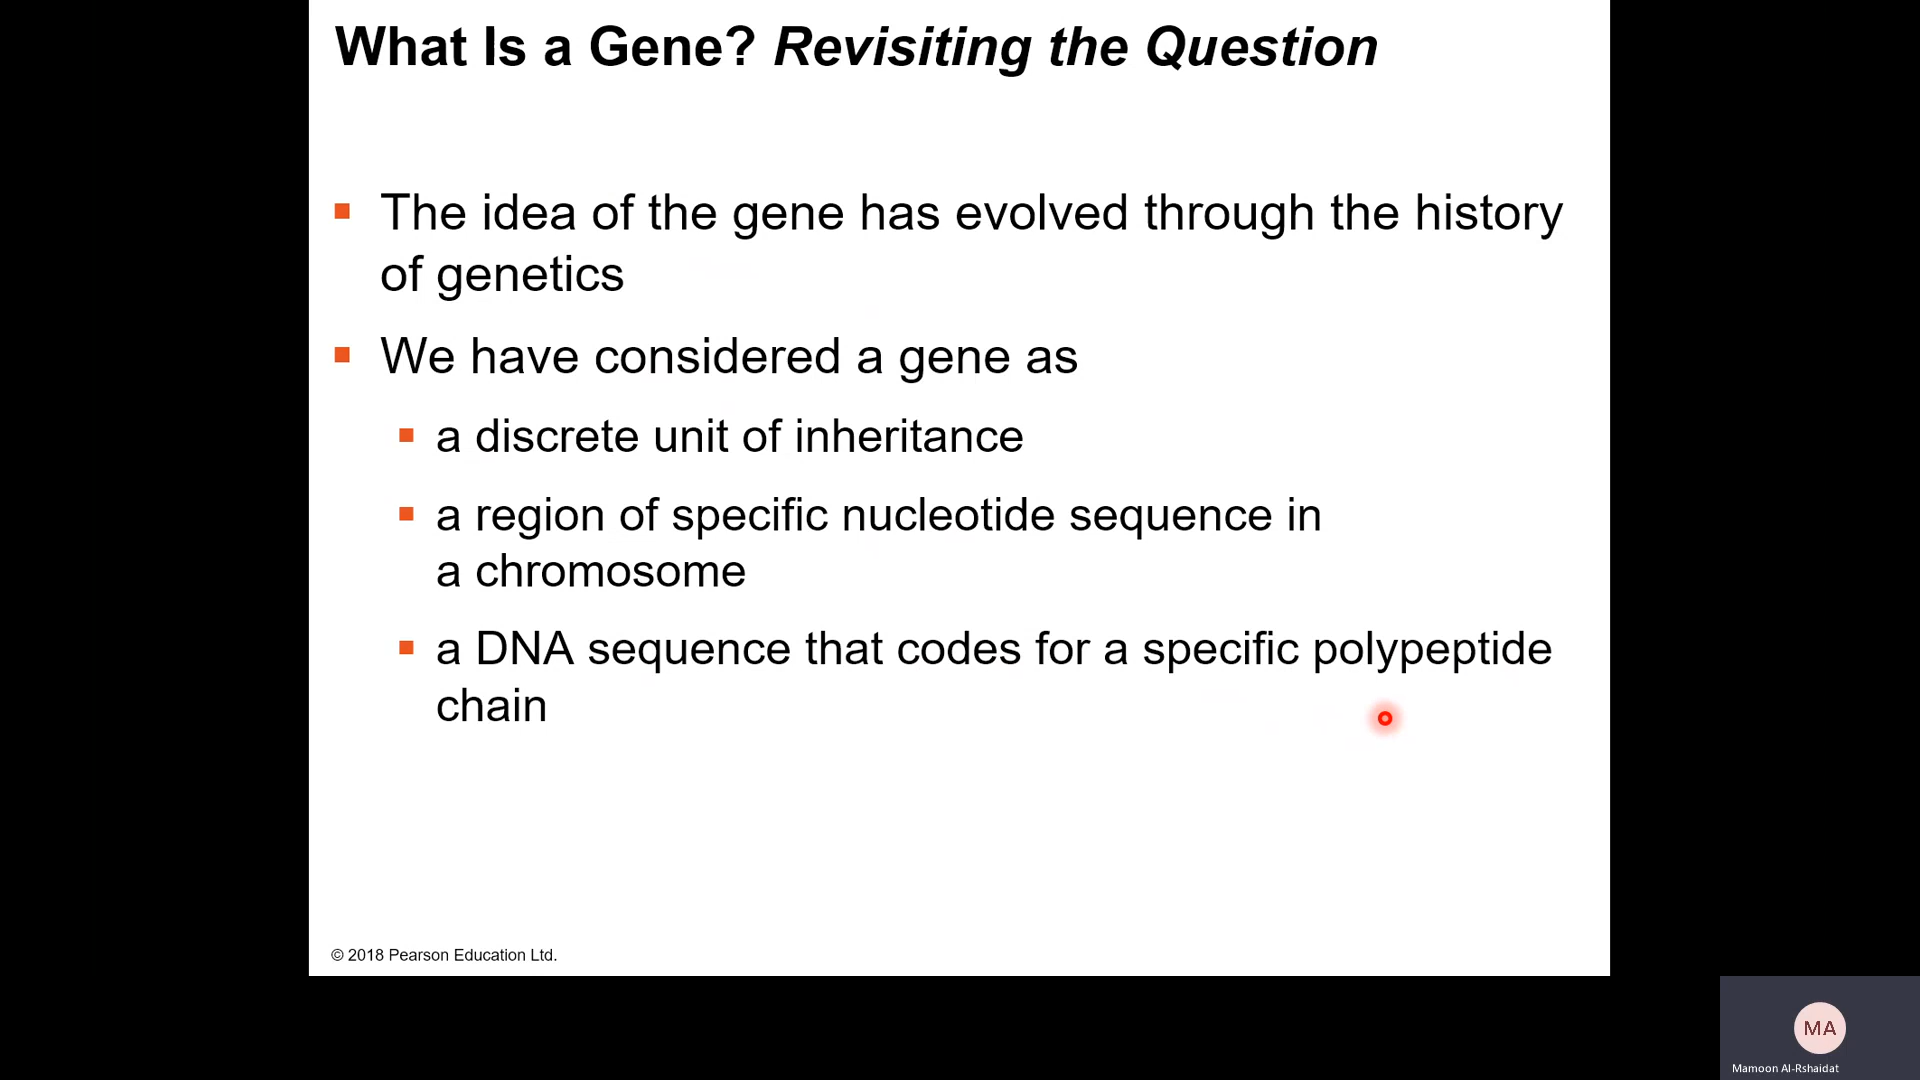 What Is a Gene? Revisiting the Question
The idea of the gene has evolved through the history
of genetics
We have considered a gene as
a discrete unit of inheritance
a region of specific nucleotide sequence in
a chromosome
a DNA sequence that codes for a specific polypeptide
chain
© 2018 Pearson Education Ltd.
MA
Mamoon Al-Rshaidat